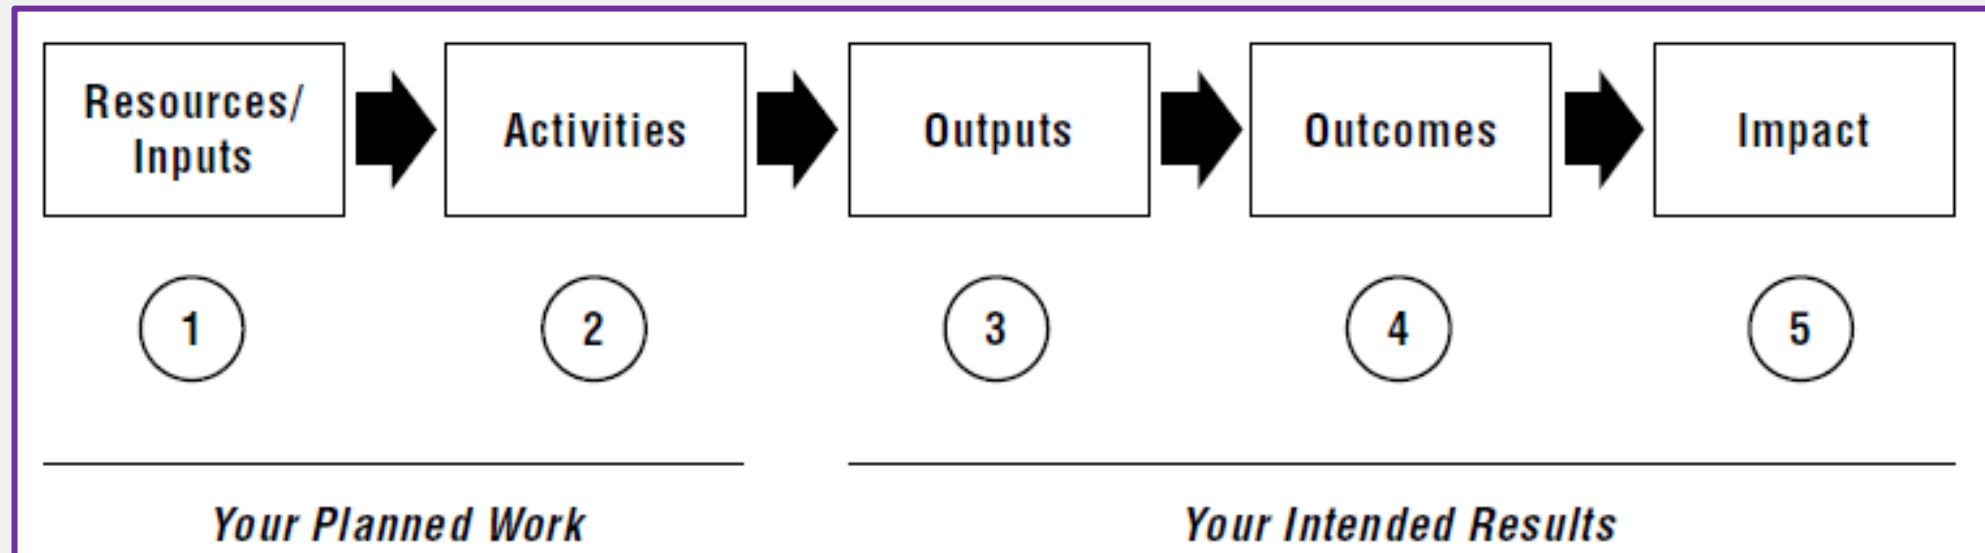 Resources/
Inputs
Activities
Outputs
Outcomes
Impact
1
2
3
4
5
Your Planned Work
Your Intended Results